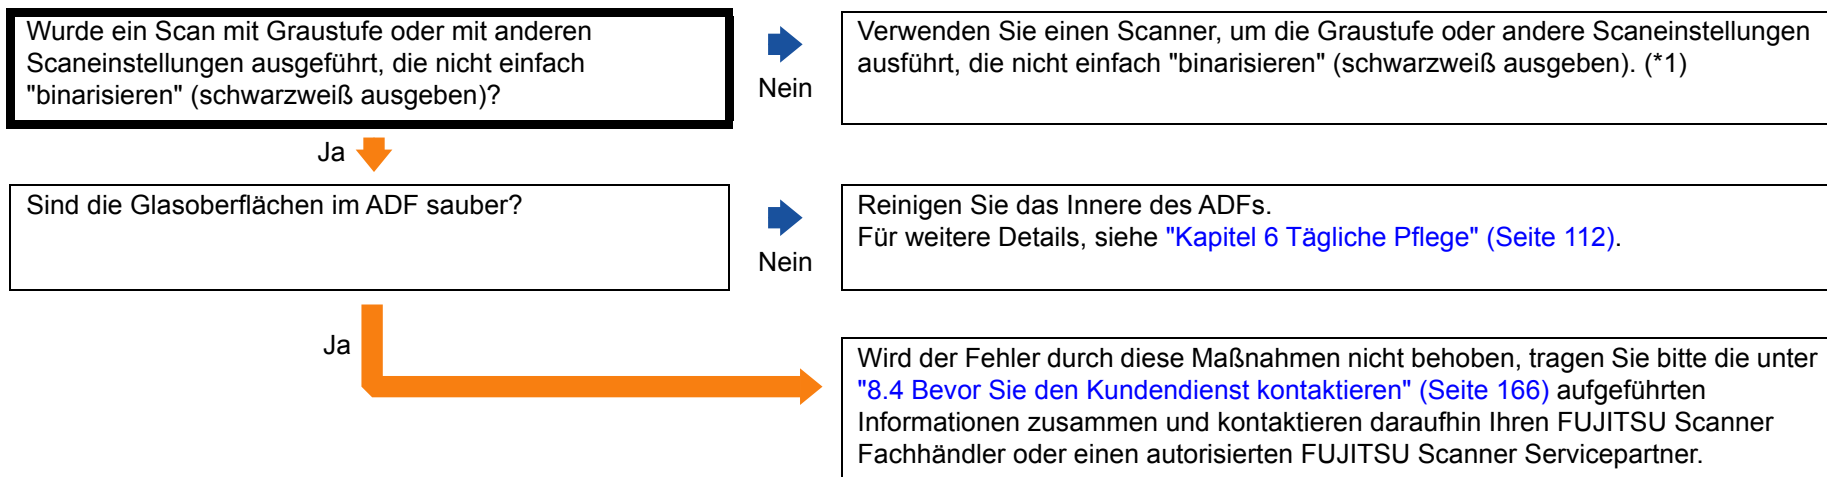 Wurde ein Scan mit Graustufe oder mit anderen
Scaneinstellungen ausgeführt, die nicht einfach
"binarisieren" (schwarzweiß ausgeben)?
Nein
Verwenden Sie einen Scanner, um die Graustufe oder andere Scaneinstellungen
ausführt, die nicht einfach "binarisieren" (schwarzweiß ausgeben). (*1)
Ja
Sind die Glasoberflächen im ADF sauber?
Nein
Reinigen Sie das Innere des ADFs.
Für weitere Details, siehe "Kapitel 6 Tägliche Pflege" (Seite 112).
Ja
Wird der Fehler durch diese Maßnahmen nicht behoben, tragen Sie bitte die unter
"8.4 Bevor Sie den Kundendienst kontaktieren" (Seite 166) aufgeführten
Informationen zusammen und kontaktieren daraufhin Ihren FUJITSU Scanner
Fachhändler oder einen autorisierten FUJITSU Scanner Servicepartner.